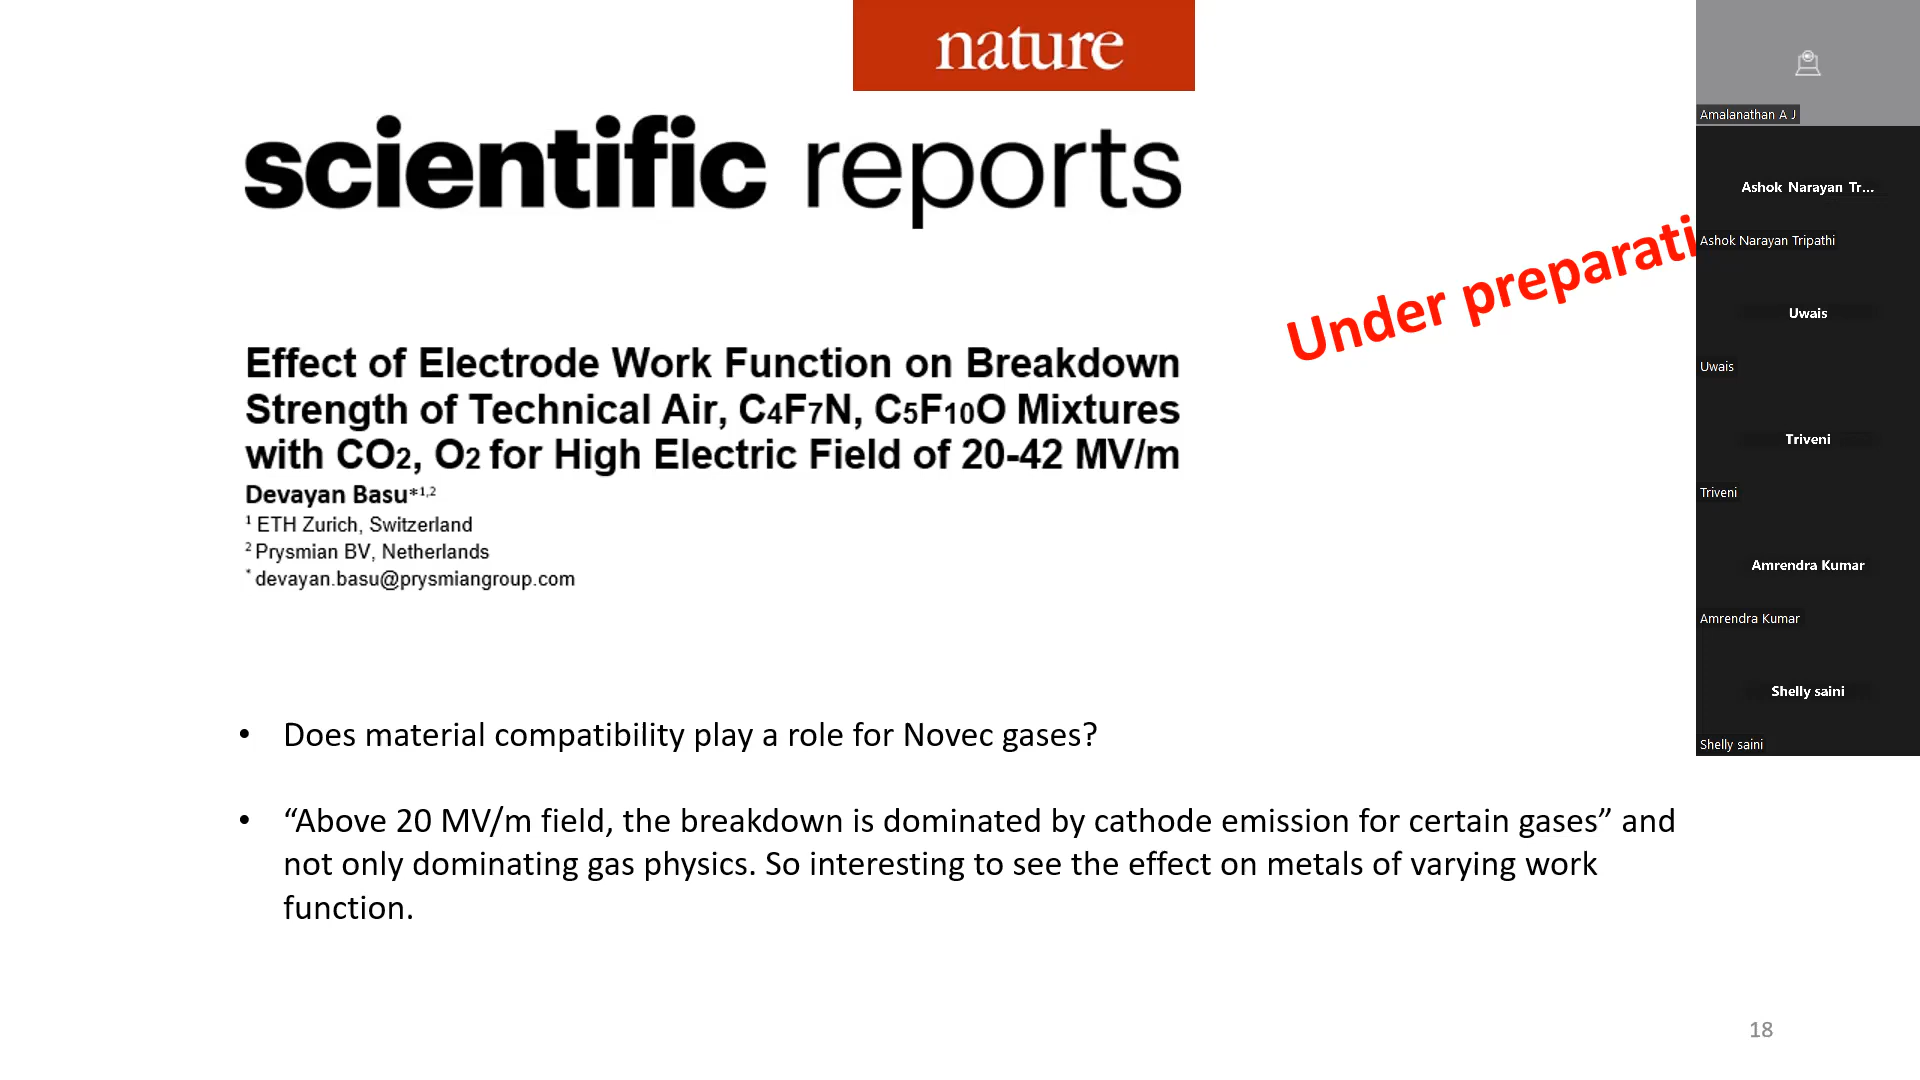 nature
scientific reports
Under preparati
Effect of Electrode Work Function on Breakdown
Strength of Technical Air, C4F7N, C5F10O Mixtures
with CO2, O2 for High Electric Field of 20-42 MV/m
Devayan Basu*1,2
1 ETH Zurich, Switzerland
2 Prysmian BV, Netherlands
* devayan.basu@prysmiangroup.com
• Does material compatibility play a role for Novec gases?
• “Above 20 MV/m field, the breakdown is dominated by cathode emission for certain gases” and
not only dominating gas physics. So interesting to see the effect on metals of varying work
function.
18
Amalanathan A J
Ashok Narayan Tr...
Ashok Narayan Tripathi
Uwais
Uwais
Triveni
Triveni
Amrendra Kumar
Amrendra Kumar
Shelly saini
Shelly saini